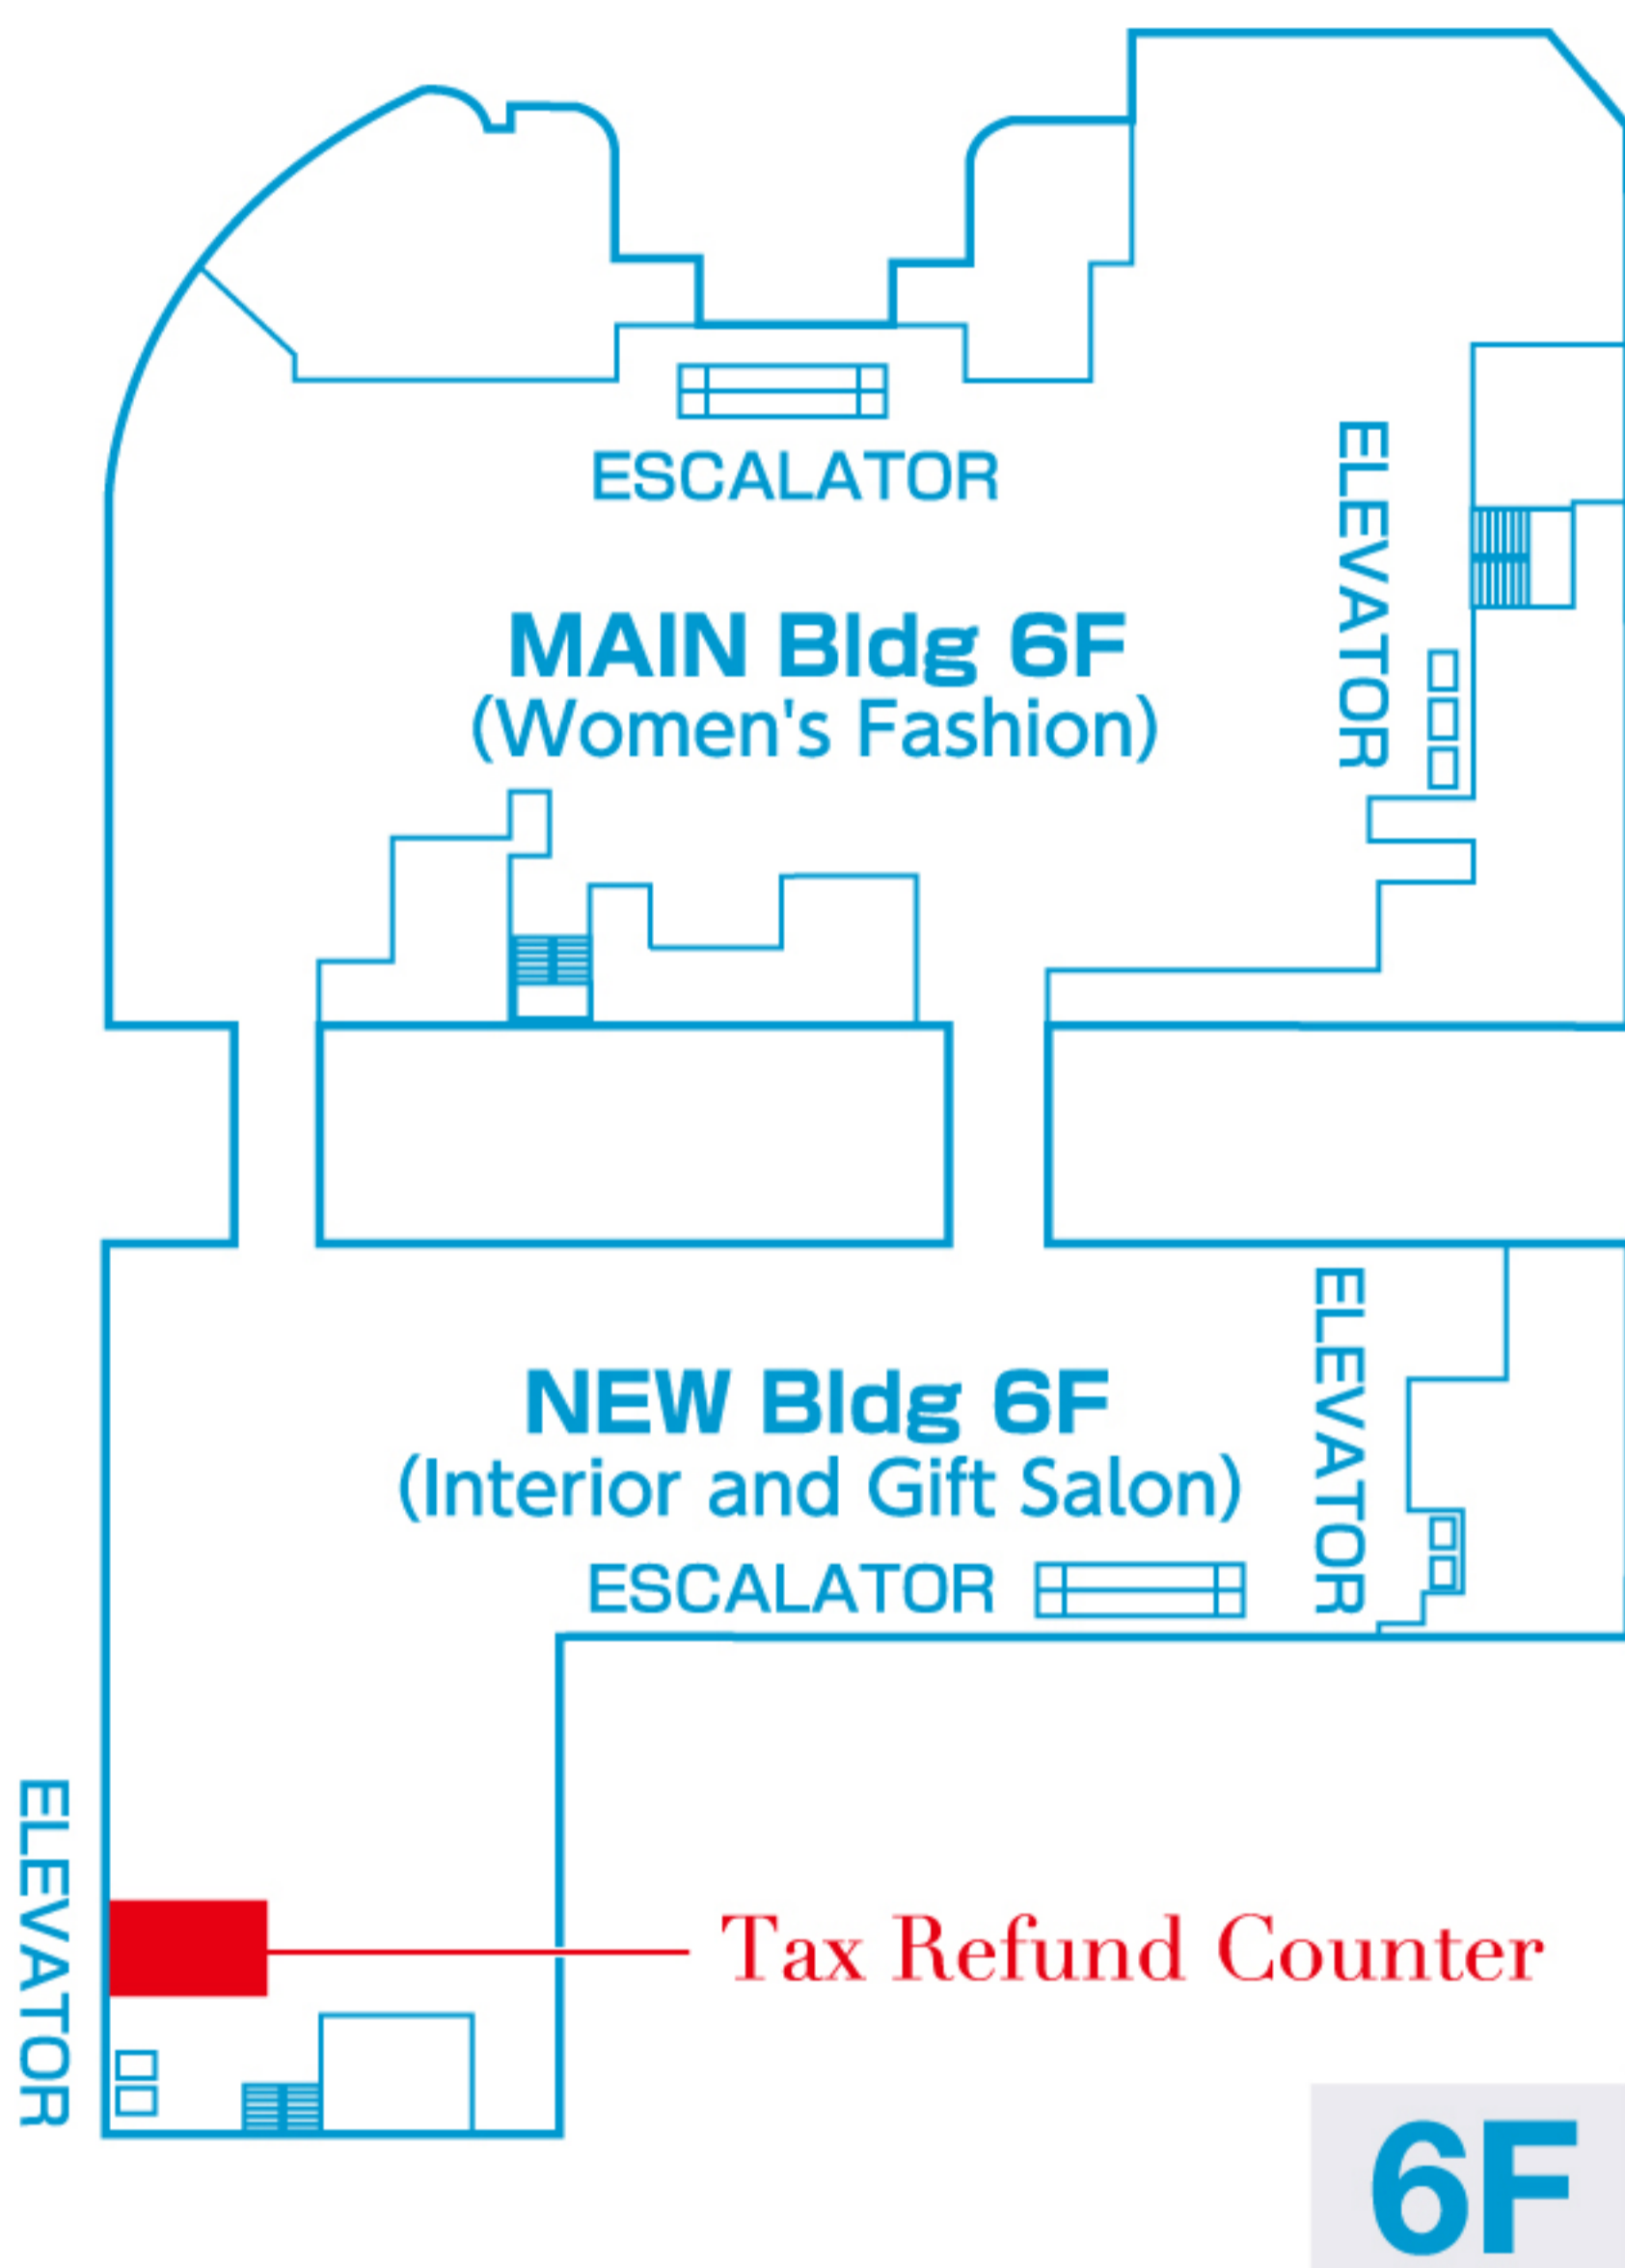 ESCALATOR
ELEVATOR
MAIN Bldg 6F
(Women's Fashion)
ELEVATOR
NEW Bldg 6F
(Interior and Gift Salon)
ESCALATOR
ELEVATOR
Tax Refund Counter
6F